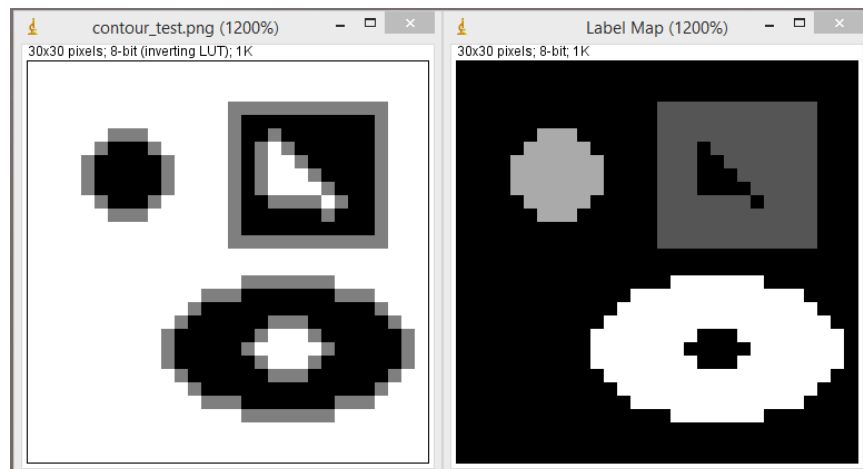 contour_test.png (1200%)
30x30 pixels; 8-bit (inverting LUT); 1K
Label Map (1200%)
30x30 pixels; 8-bit; 1K